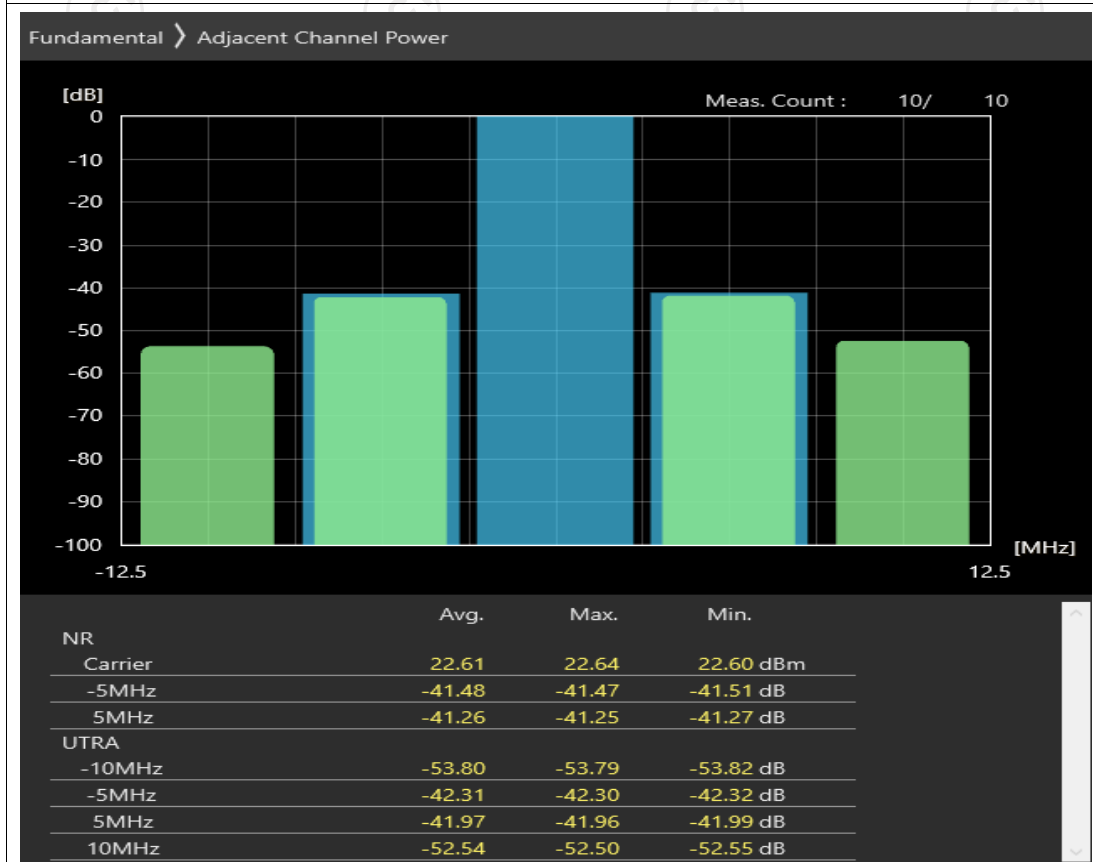 Fundamental 〉 Adjacent Channel Power
[dB]
Meas. Count : 10/ 10
0
-10
-20
-30
-40
-50
-60
-70
-80
-90
-100
[MHz]
-12.5 12.5
Avg. Max. Min.
NR
Carrier 22.61 22.64 22.60 dBm
-5MHz -41.48 -41.47 -41.51 dB
5MHz -41.26 -41.25 -41.27 dB
UTRA
-10MHz -53.80 -53.79 -53.82 dB
-5MHz -42.31 -42.30 -42.32 dB
5MHz -41.97 -41.96 -41.99 dB
10MHz -52.54 -52.50 -52.55 dB